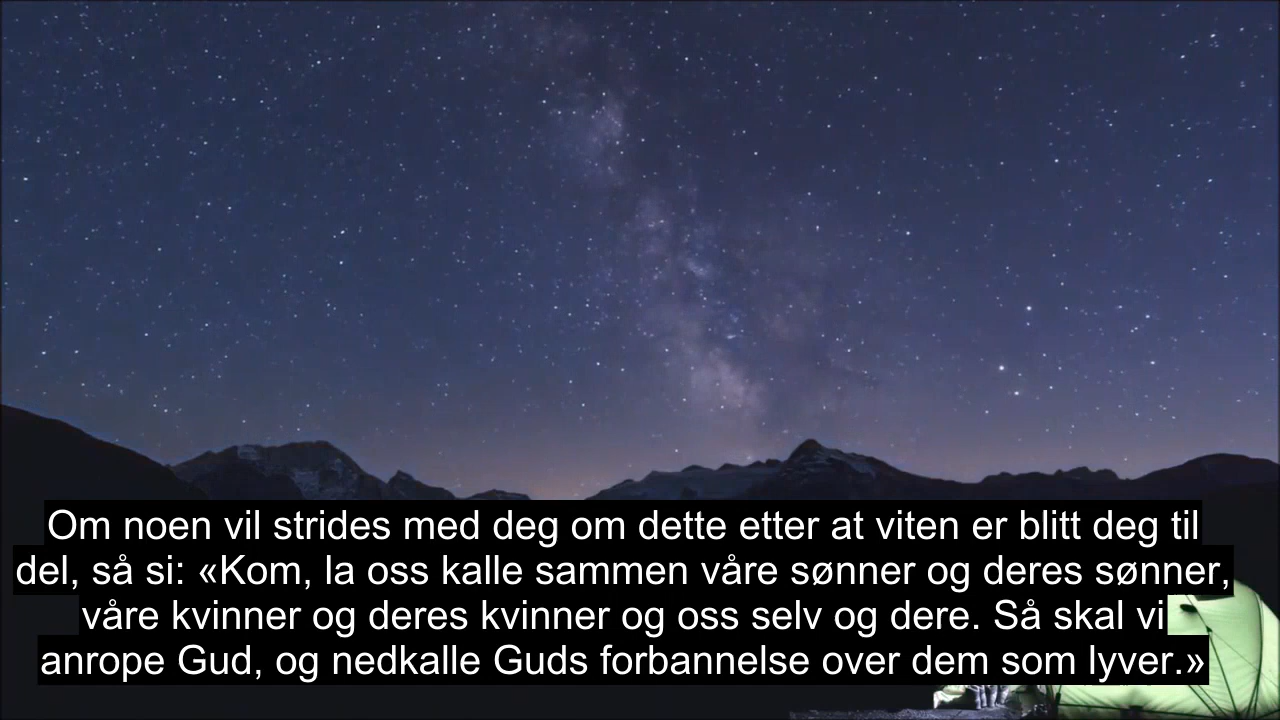 Om noen vil strides med deg om dette etter at viten er blitt deg til
del, så si: «Kom, la oss kalle sammen våre sønner og deres sønner,
våre kvinner og deres kvinner og oss selv og dere. Så skal vi
anrope Gud, og nedkalle Guds forbannelse over dem som lyver.»